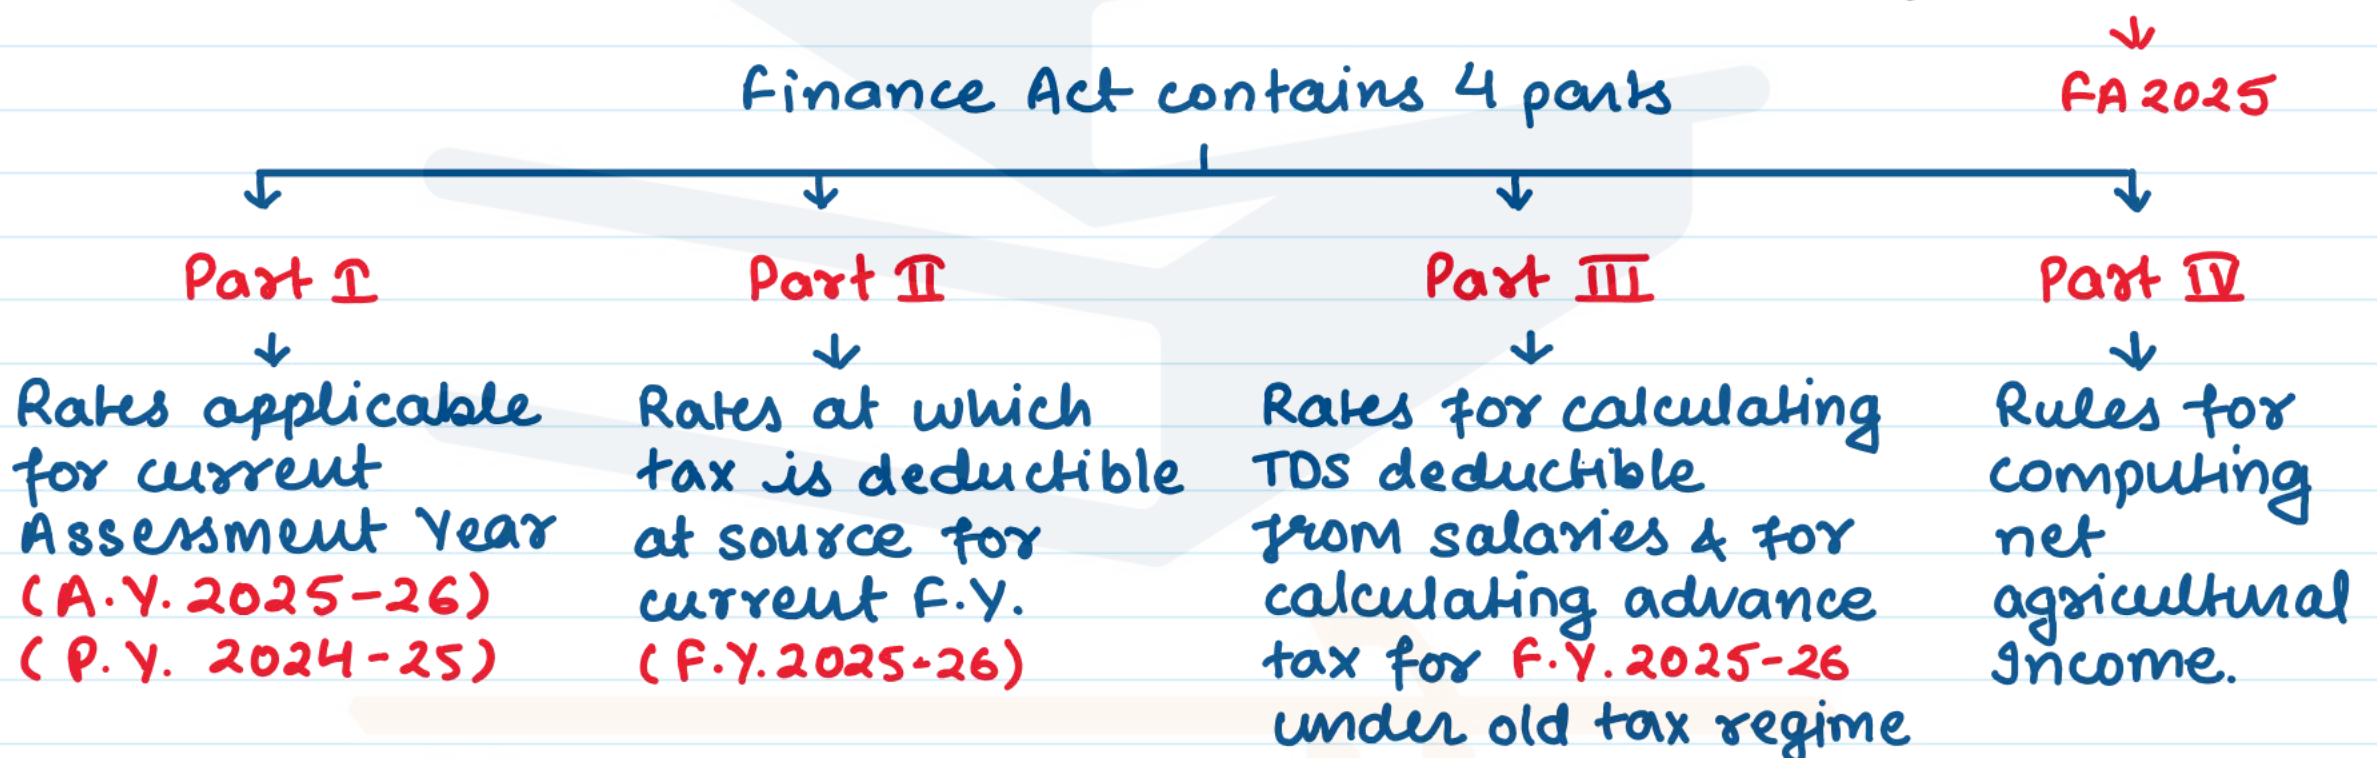 Finance Act contains 4 parts
FA 2025
Part I
Rates applicable
for current
Assessment Year
(A.Y. 2025-26)
(P.Y. 2024-25)
Part II
Rates at which
tax is deductible
at source for
current F.Y.
(F.Y. 2025-26)
Part III
Rates for calculating
TDS deductible
from salaries & for
calculating advance
tax for F.Y. 2025-26
under old tax regime
Part IV
Rules for
computing
net
agricultural
Income.